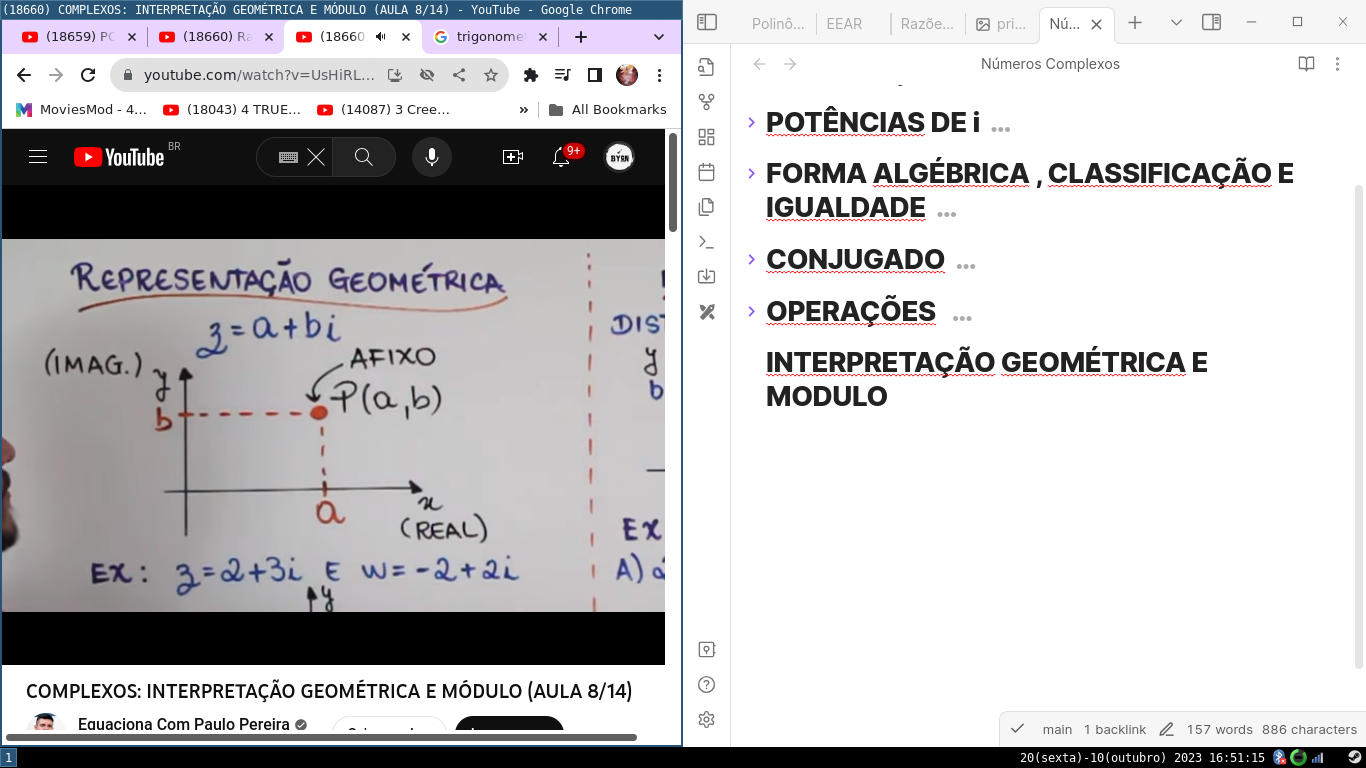 (18660) COMPLEXOS: INTERPRETAÇÃO GEOMÉTRICA E MÓDULO (AULA 8/14) - YouTube - Google Chrome
(18659) PC
(18660) Ra
(18660
trigonome
youtube.com/watch?v=UsHiRL...
MoviesMod - 4...
(18043) 4 TRUE...
(14087) 3 Cree...
»
All Bookmarks
YouTube BR
9+
BYRN
REPRESENTAÇÃO GEOMÉTRICA
z = a + bi
(IMAG.) y
AFIXO
P(a,b)
b
a
x
(REAL)
EX: z=2+3i E w=-2+2i
y
DIST
y
b
EX
A) 2
COMPLEXOS: INTERPRETAÇÃO GEOMÉTRICA E MÓDULO (AULA 8/14)
Equaciona Com Paulo Pereira
Polinô...
EEAR
Razõe...
pri...
Nú...
Números Complexos
POTÊNCIAS DE i ...
FORMA ALGÉBRICA , CLASSIFICAÇÃO E
IGUALDADE ...
CONJUGADO ...
OPERAÇÕES ...
INTERPRETAÇÃO GEOMÉTRICA E
MODULO
main 1 backlink 157 words 886 characters
1
20(sexta)-10(outubro) 2023 16:51:15